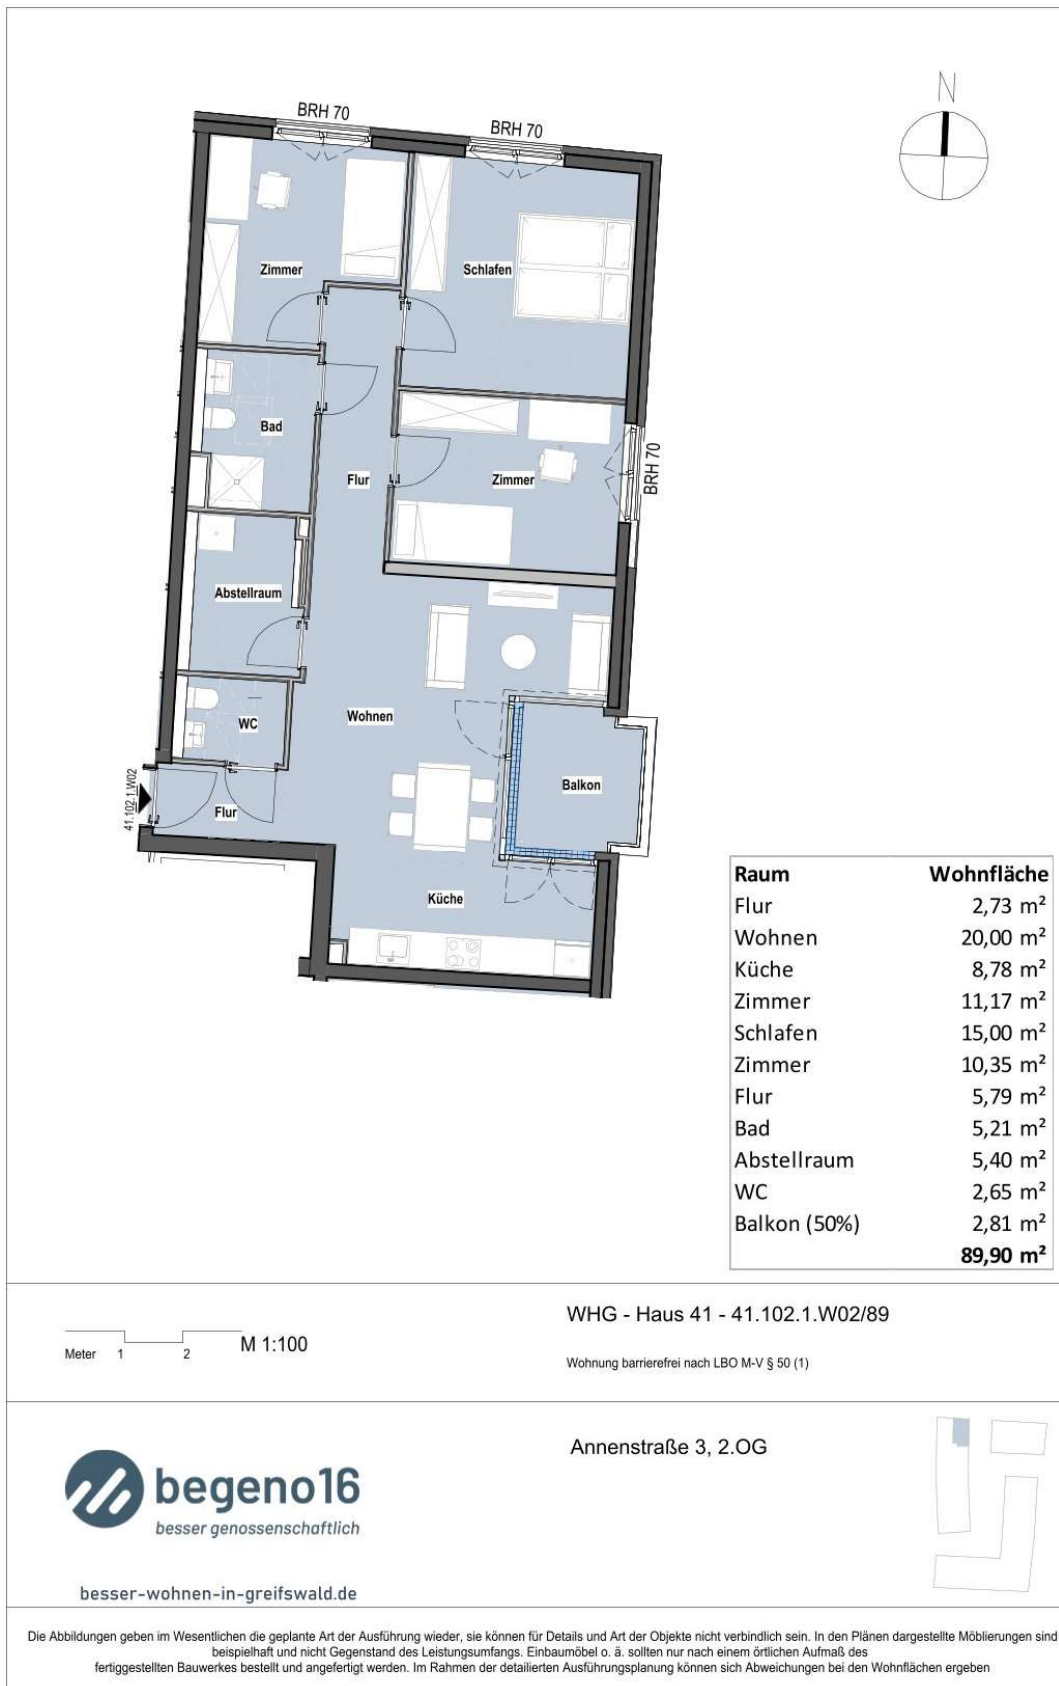 N
BRH 70
BRH 70
Zimmer
Schlafen
Bad
Flur
Zimmer
BRH 70
Abstellraum
WC
Wohnen
Balkon
41.102.1.W02
Flur
Küche
Raum Wohnfläche
Flur 2,73 m²
Wohnen 20,00 m²
Küche 8,78 m²
Zimmer 11,17 m²
Schlafen 15,00 m²
Zimmer 10,35 m²
Flur 5,79 m²
Bad 5,21 m²
Abstellraum 5,40 m²
WC 2,65 m²
Balkon (50%) 2,81 m²
89,90 m²
Meter 1 2 M 1:100
WHG - Haus 41 - 41.102.1.W02/89
Wohnung barrierefrei nach LBO M-V § 50 (1)
begeno16
besser genossenschaftlich
besser-wohnen-in-greifswald.de
Annenstraße 3, 2.OG
Die Abbildungen geben im Wesentlichen die geplante Art der Ausführung wieder, sie können für Details und Art der Objekte nicht verbindlich sein. In den Plänen dargestellte Möblierungen sind
beispielhaft und nicht Gegenstand des Leistungsumfangs. Einbaumöbel o. ä. sollten nur nach einem örtlichen Aufmaß des
fertiggestellten Bauwerkes bestellt und angefertigt werden. Im Rahmen der detailierten Ausführungsplanung können sich Abweichungen bei den Wohnflächen ergeben